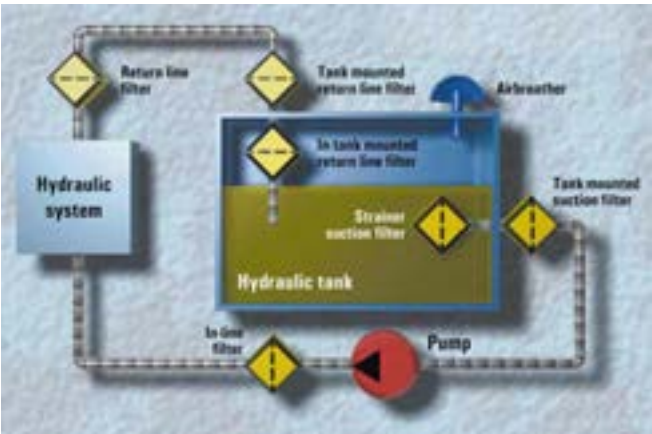 Return line
filter
Tank mounted
return line filter
Airbreather
In tank mounted
return line filter
Hydraulic
system
Tank mounted
suction filter
Strainer
suction filter
Hydraulic tank
In-line
filter
Pump